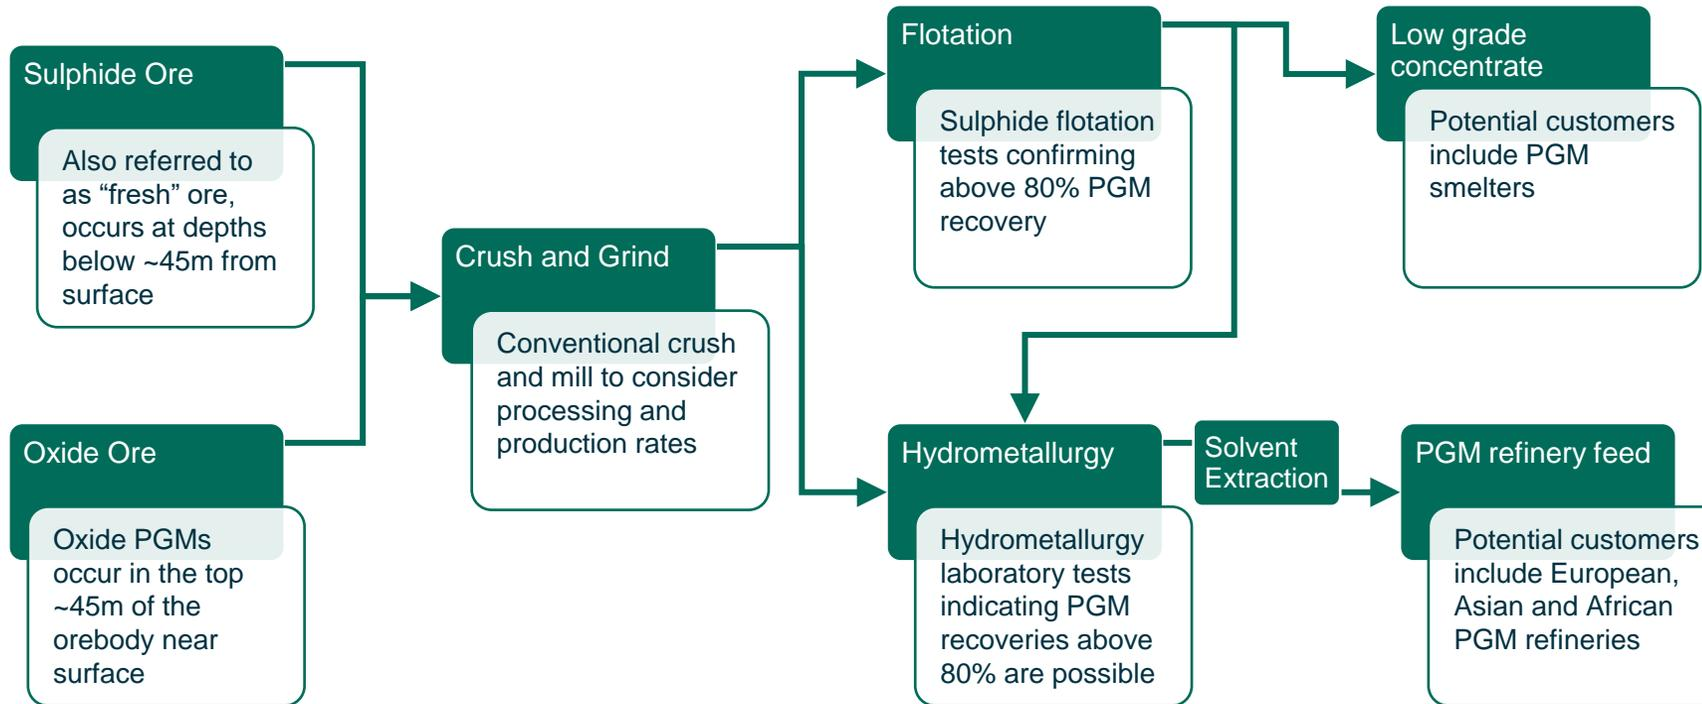 Sulphide Ore
Also referred to
as “fresh” ore,
occurs at depths
below ~45m from
surface
Oxide Ore
Oxide PGMs
occur in the top
~45m of the
orebody near
surface
Crush and Grind
Conventional crush
and mill to consider
processing and
production rates
Flotation
Sulphide flotation
tests confirming
above 80% PGM
recovery
Low grade
concentrate
Potential customers
include PGM
smelters
Hydrometallurgy
Hydrometallurgy
laboratory tests
indicating PGM
recoveries above
80% are possible
Solvent
Extraction
PGM refinery feed
Potential customers
include European,
Asian and African
PGM refineries